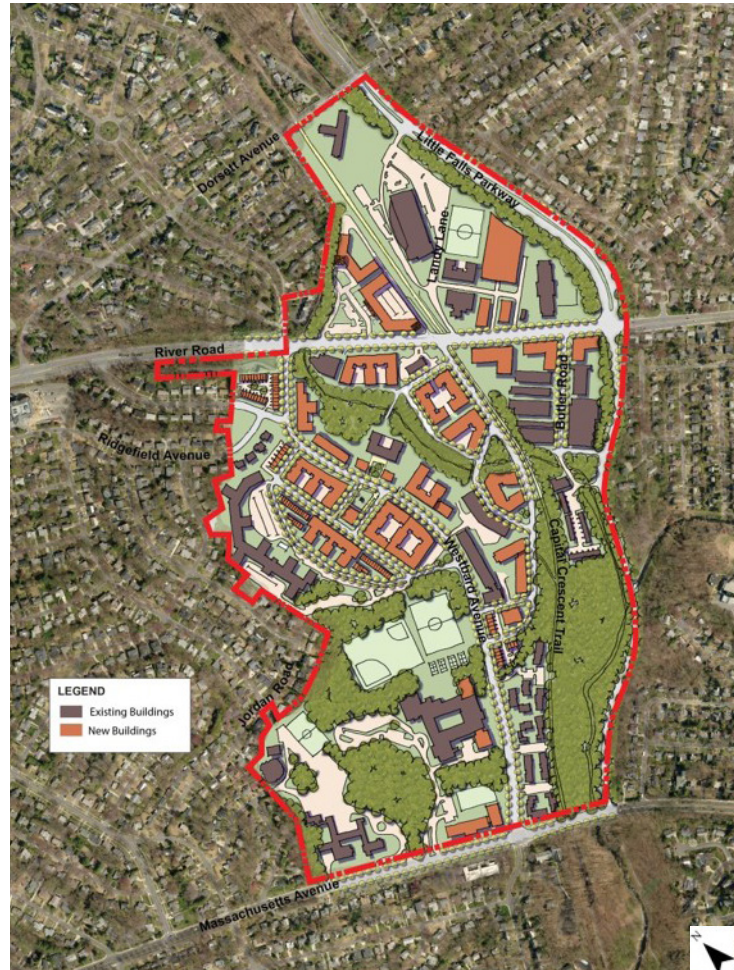 Dorsett Avenue
Little Falls Parkway
Landy Lane
River Road
Butler Road
Ridgefield Avenue
Westbard Avenue
Capital Crescent Trail
Jordan Road
LEGEND
Existing Buildings
New Buildings
Massachusetts Avenue
N